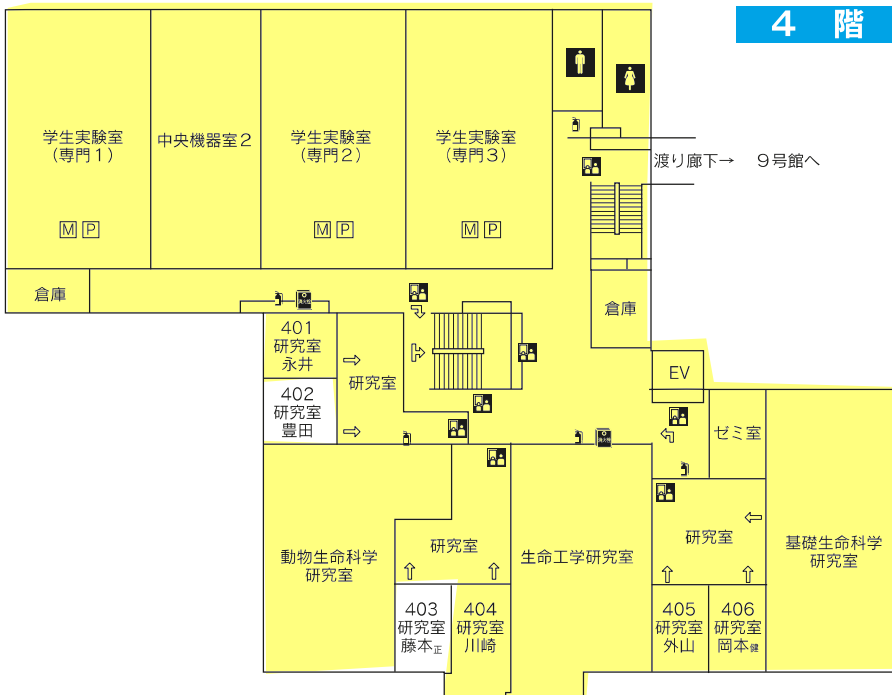 4 階
学生実験室
(専門1)
中央機器室2
学生実験室
(専門2)
学生実験室
(専門3)
渡り廊下→ 9号館へ
M P
M P
M P
倉庫
消火栓
倉庫
401
研究室
永井
研究室
EV
402
研究室
豊田
消火栓
ゼミ室
動物生命科学
研究室
研究室
生命工学研究室
研究室
基礎生命科学
研究室
403
研究室
藤本正
404
研究室
川崎
405
研究室
外山
406
研究室
岡本健